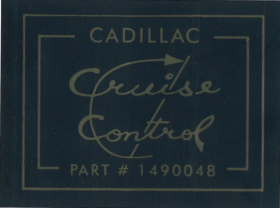 CADILLAC
Cruise
Control
PART # 1490048